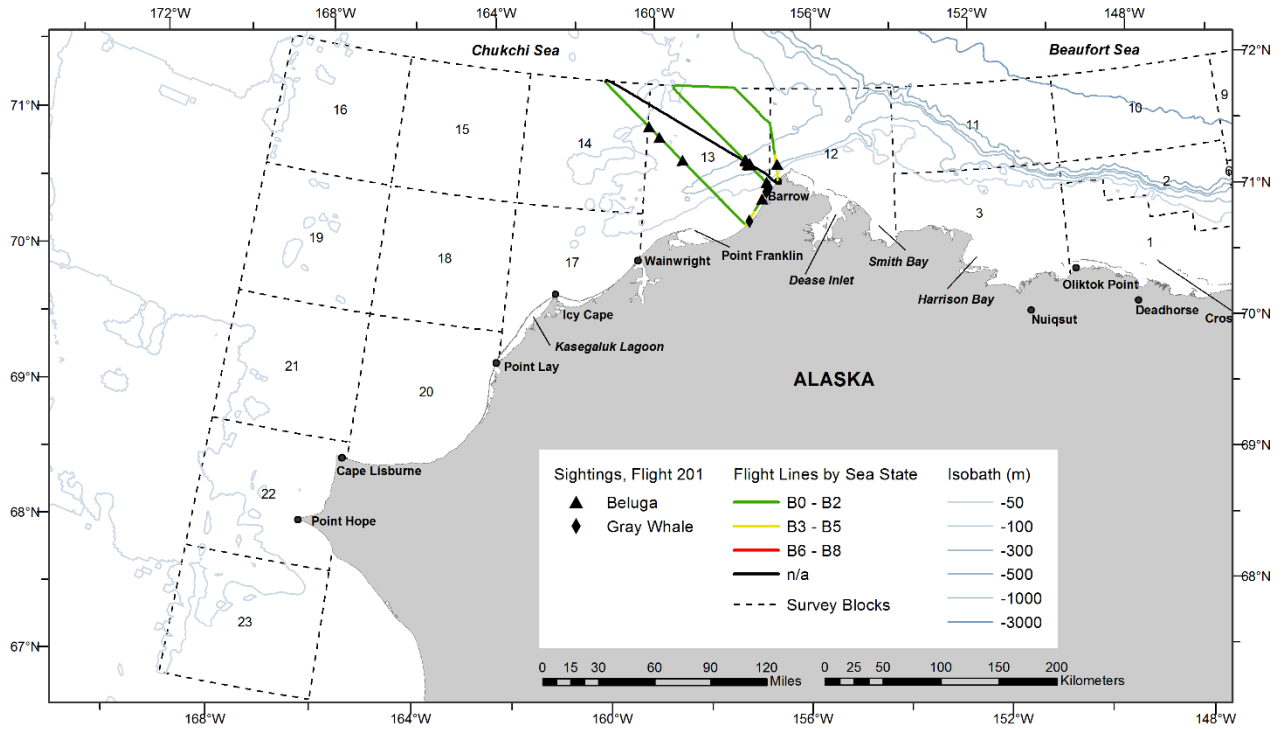 172°W
168°W
164°W
160°W
156°W
152°W
148°W
Chukchi Sea
Beaufort Sea
72°N
71°N
16
15
14
13
12
11
10
9
6
2
71°N
3
1
70°N
19
18
17
Barrow
Wainwright
Point Franklin
Dease Inlet
Smith Bay
Harrison Bay
Oliktok Point
Nuiqsut
Deadhorse
Cros
70°N
Icy Cape
Kasegaluk Lagoon
Point Lay
21
20
69°N
ALASKA
69°N
Cape Lisburne
22
Point Hope
68°N
68°N
23
67°N
Sightings, Flight 201
Beluga
Gray Whale
Flight Lines by Sea State
B0 - B2
B3 - B5
B6 - B8
n/a
Survey Blocks
Isobath (m)
-50
-100
-300
-500
-1000
-3000
0 15 30 60 90 120
Miles
0 25 50 100 150 200
Kilometers
168°W
164°W
160°W
156°W
152°W
148°W